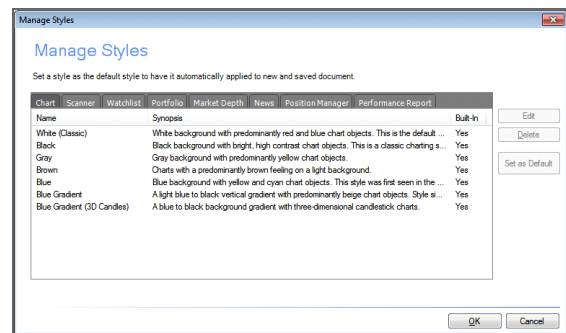 Manage Styles
Manage Styles
Set a style as the default style to have it automatically applied to new and saved document.
Chart Scanner Watchlist Portfolio Market Depth News Position Manager Performance Report
Name Synopsis Built-In
White (Classic) White background with predominantly red and blue chart objects. This is the default ... Yes
Black Black background with bright, high contrast chart objects. This is a classic charting s... Yes
Gray Gray background with predominantly yellow chart objects. Yes
Brown Charts with a predominantly brown feeling on a light background. Yes
Blue Blue background with yellow and cyan chart objects. This style was first seen in the ... Yes
Blue Gradient A light blue to black vertical gradient with predominantly beige chart objects. Style si... Yes
Blue Gradient (3D Candles) A blue to black background gradient with three-dimensional candlestick charts. Yes
Edit
Delete
Set as Default
OK Cancel